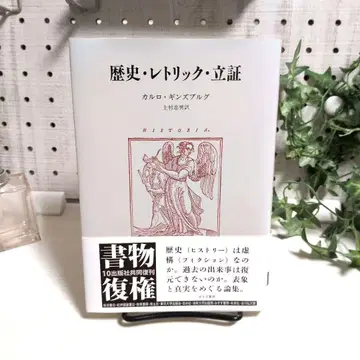 歴史・レトリック・立証
カルロ・ギンズブルグ
上村忠男訳
HISTORIA
書物
10出版社共同復刊
復権
歴史（ヒストリー）は虚
構（フィクション）なの
か。過去の出来事は復
元できないのか。表象
と真実をめぐる論集。